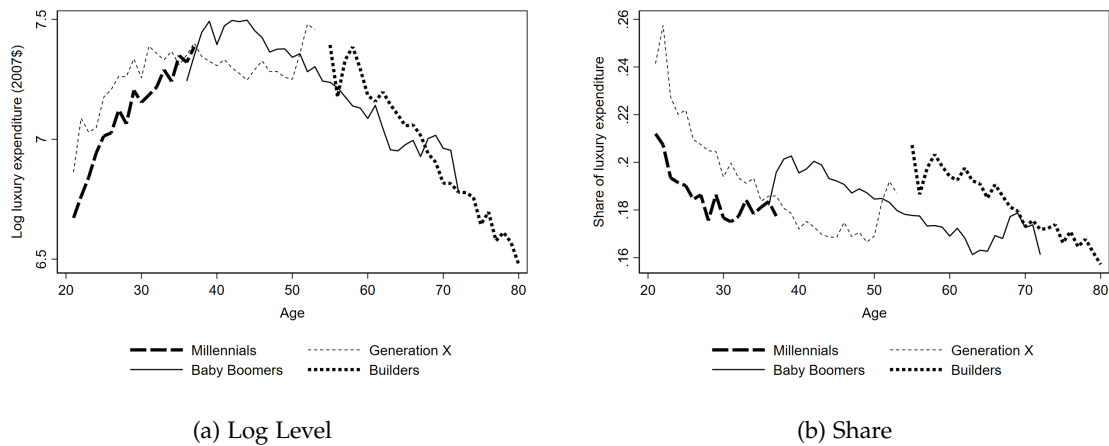 Log luxury expenditure (2007$)
7.5
7
6.5
20 30 40 50 60 70 80
Age
Millennials Generation X
Baby Boomers Builders
(a) Log Level
Share of luxury expenditure
.26
.24
.22
.2
.18
.16
20 30 40 50 60 70 80
Age
Millennials Generation X
Baby Boomers Builders
(b) Share